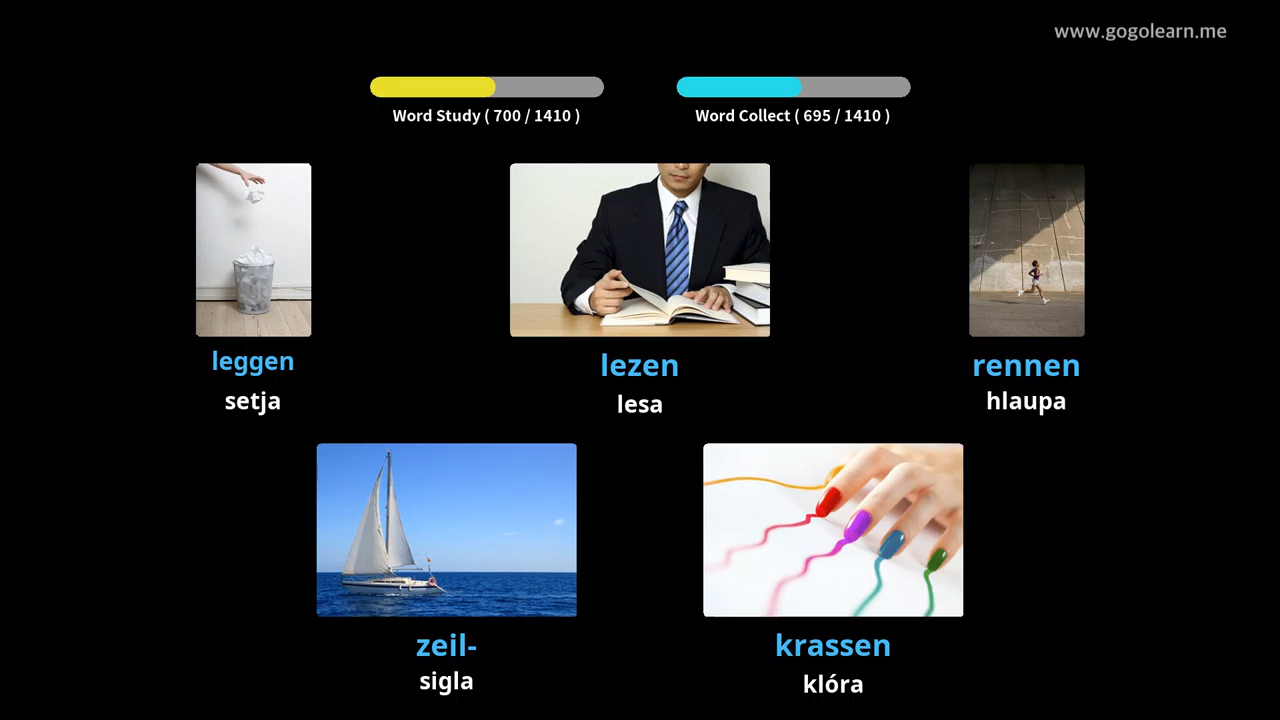 www.gogolearn.me
Word Study ( 700 / 1410 )
Word Collect ( 695 / 1410 )
leggen
setja
lezen
lesa
rennen
hlaupa
zeil-
sigla
krassen
klóra